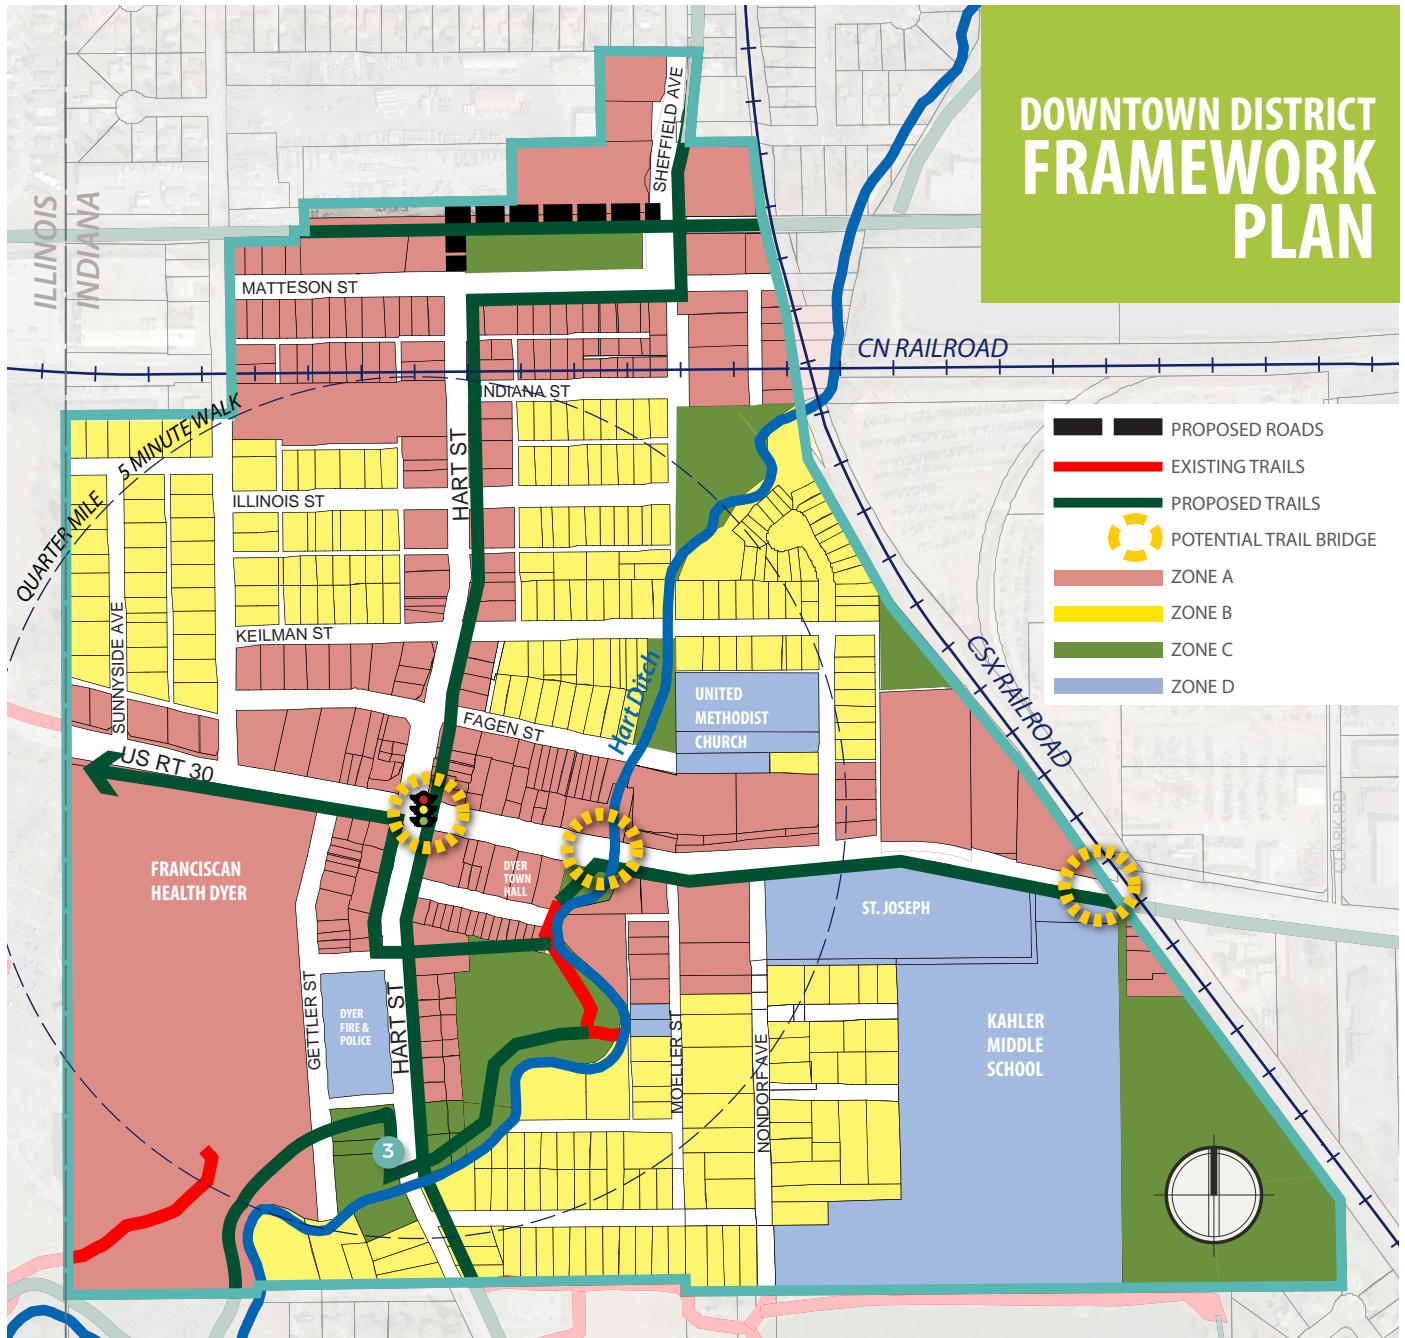 DOWNTOWN DISTRICT
FRAMEWORK
PLAN
ILLINOIS
INDIANA
SHEFFIELD AVE
MATTESON ST
CN RAILROAD
INDIANA ST
5 MINUTE WALK
QUARTER MILE
HART ST
ILLINOIS ST
PROPOSED ROADS
EXISTING TRAILS
PROPOSED TRAILS
POTENTIAL TRAIL BRIDGE
ZONE A
ZONE B
ZONE C
ZONE D
SUNNYSIDE AVE
KEILMAN ST
CSX RAILROAD
Hart Ditch
UNITED
METHODIST
CHURCH
FAGEN ST
US RT 30
CLARK RD
FRANCISCAN
HEALTH DYER
DYER
TOWN
HALL
ST. JOSEPH
GETTLER ST
DYER
FIRE &
POLICE
HART ST
MOELLER ST
NONDORF AVE
KAHLER
MIDDLE
SCHOOL
3